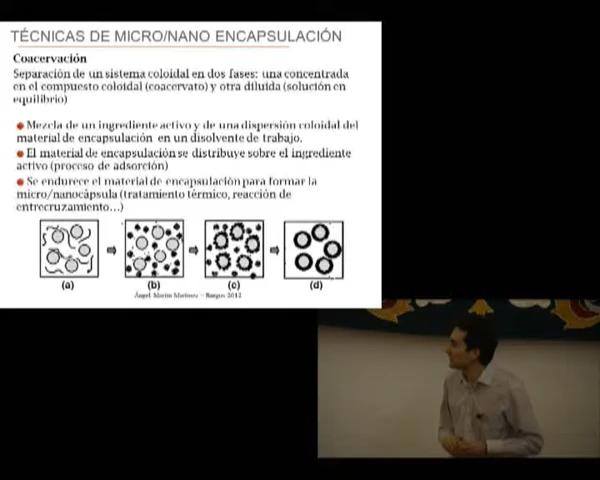 TÉCNICAS DE MICRO/NANO ENCAPSULACIÓN
Coacervación
Separación de un sistema coloidal en dos fases: una concentrada
en el compuesto coloidal (coacervato) y otra diluida (solución en
equilibrio)
Mezcla de un ingrediente activo y de una dispersión coloidal del
material de encapsulación en un disolvente de trabajo.
El material de encapsulación se distribuye sobre el ingrediente
activo (proceso de adsorción)
Se endurece el material de encapsulación para formar la
micro/nanocápsula (tratamiento térmico, reacción de
entrecruzamiento...)
(a) (b) (c) (d)
Ángel Martín Martínez – Burgos 2012